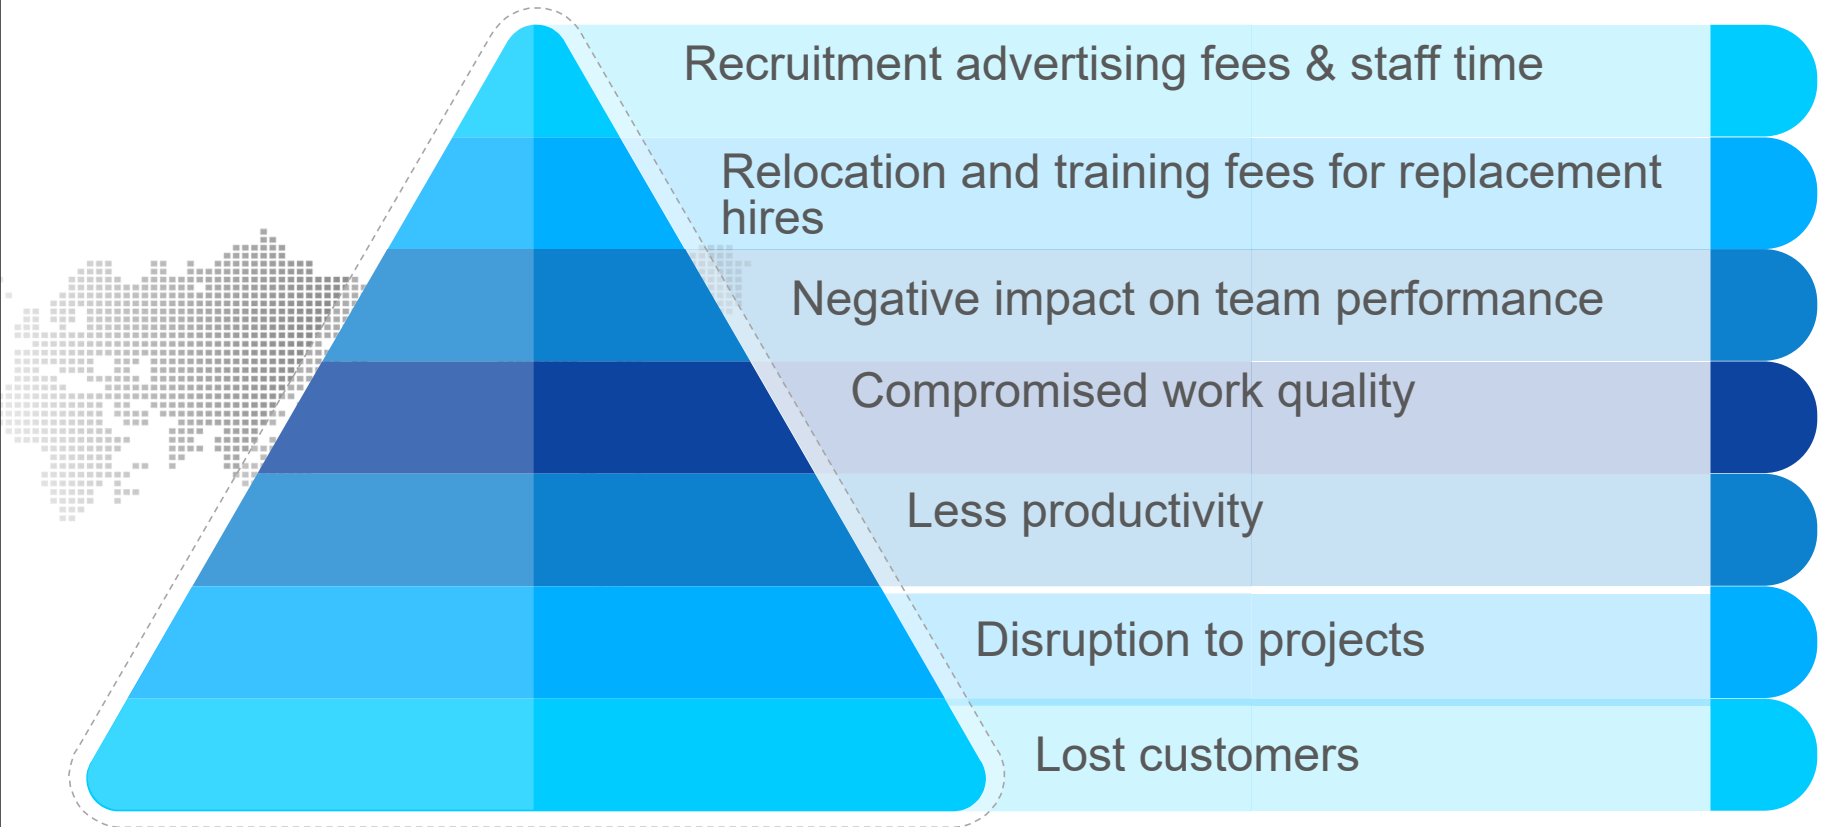 Recruitment advertising fees & staff time
Relocation and training fees for replacement
hires
Negative impact on team performance
Compromised work quality
Less productivity
Disruption to projects
Lost customers